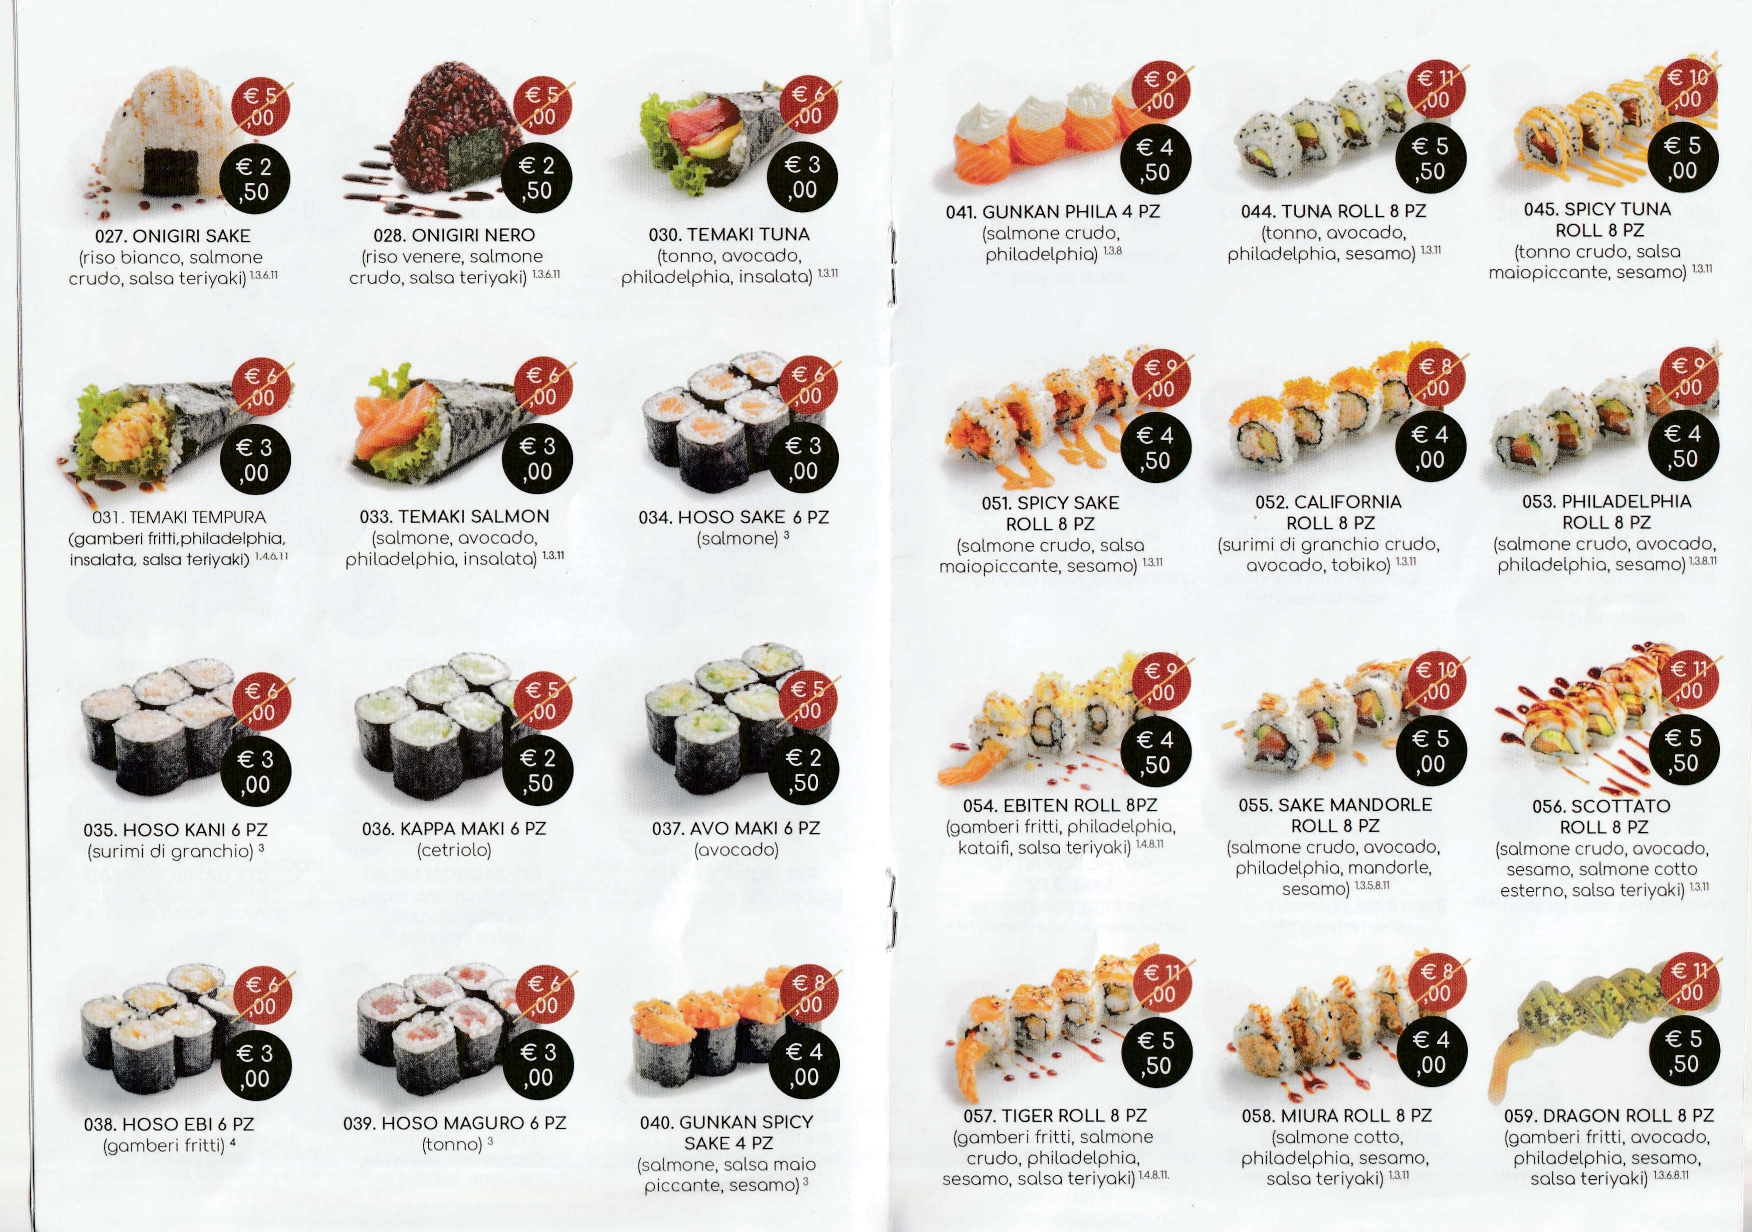 € 5
,00
€ 2
,50
027. ONIGIRI SAKE
(riso bianco, salmone
crudo, salsa teriyaki) 1.3.6.11
€ 5
,00
€ 2
,50
028. ONIGIRI NERO
(riso venere, salmone
crudo, salsa teriyaki) 1.3.6.11
€ 6
,00
€ 3
,00
030. TEMAKI TUNA
(tonno, avocado,
philadelphia, insalata) 1.3.11
€ 6
,00
€ 3
,00
031. TEMAKI TEMPURA
(gamberi fritti,philadelphia,
insalata, salsa teriyaki) 1.4.6.11
€ 6
,00
€ 3
,00
033. TEMAKI SALMON
(salmone, avocado,
philadelphia, insalata) 1.3.11
€ 6
,00
€ 3
,00
034. HOSO SAKE 6 PZ
(salmone) 3
€ 6
,00
€ 3
,00
035. HOSO KANI 6 PZ
(surimi di granchio) 3
€ 5
,00
€ 2
,50
036. KAPPA MAKI 6 PZ
(cetriolo)
€ 5
,00
€ 2
,50
037. AVO MAKI 6 PZ
(avocado)
€ 6
,00
€ 3
,00
038. HOSO EBI 6 PZ
(gamberi fritti) 4
€ 6
,00
€ 3
,00
039. HOSO MAGURO 6 PZ
(tonno) 3
€ 8
,00
€ 4
,00
040. GUNKAN SPICY
SAKE 4 PZ
(salmone, salsa maio
piccante, sesamo) 3
€ 9
,00
€ 4
,50
041. GUNKAN PHILA 4 PZ
(salmone crudo,
philadelphia) 1.3.8
€ 11
,00
€ 5
,50
044. TUNA ROLL 8 PZ
(tonno, avocado,
philadelphia, sesamo) 1.3.11
€ 10
,00
€ 5
,00
045. SPICY TUNA
ROLL 8 PZ
(tonno crudo, salsa
maiopiccante, sesamo) 1.3.11
€ 9
,00
€ 4
,50
051. SPICY SAKE
ROLL 8 PZ
(salmone crudo, salsa
maiopiccante, sesamo) 1.3.11
€ 8
,00
€ 4
,00
052. CALIFORNIA
ROLL 8 PZ
(surimi di granchio crudo,
avocado, tobiko) 1.3.11
€ 9
,00
€ 4
,50
053. PHILADELPHIA
ROLL 8 PZ
(salmone crudo, avocado,
philadelphia, sesamo) 1.3.8.11
€ 9
,00
€ 4
,50
054. EBITEN ROLL 8PZ
(gamberi fritti, philadelphia,
kataifi, salsa teriyaki) 1.4.8.11
€ 10
,00
€ 5
,00
055. SAKE MANDORLE
ROLL 8 PZ
(salmone crudo, avocado,
philadelphia, mandorle,
sesamo) 1.3.5.8.11
€ 11
,00
€ 5
,50
056. SCOTTATO
ROLL 8 PZ
(salmone crudo, avocado,
sesamo, salmone cotto
esterno, salsa teriyaki) 1.3.11
€ 11
,00
€ 5
,50
057. TIGER ROLL 8 PZ
(gamberi fritti, salmone
crudo, philadelphia,
sesamo, salsa teriyaki) 1.4.8.11.
€ 8
,00
€ 4
,00
058. MIURA ROLL 8 PZ
(salmone cotto,
philadelphia, sesamo,
salsa teriyaki) 1.3.11
€ 11
,00
€ 5
,50
059. DRAGON ROLL 8 PZ
(gamberi fritti, avocado,
philadelphia, sesamo,
salsa teriyaki) 1.3.6.8.11